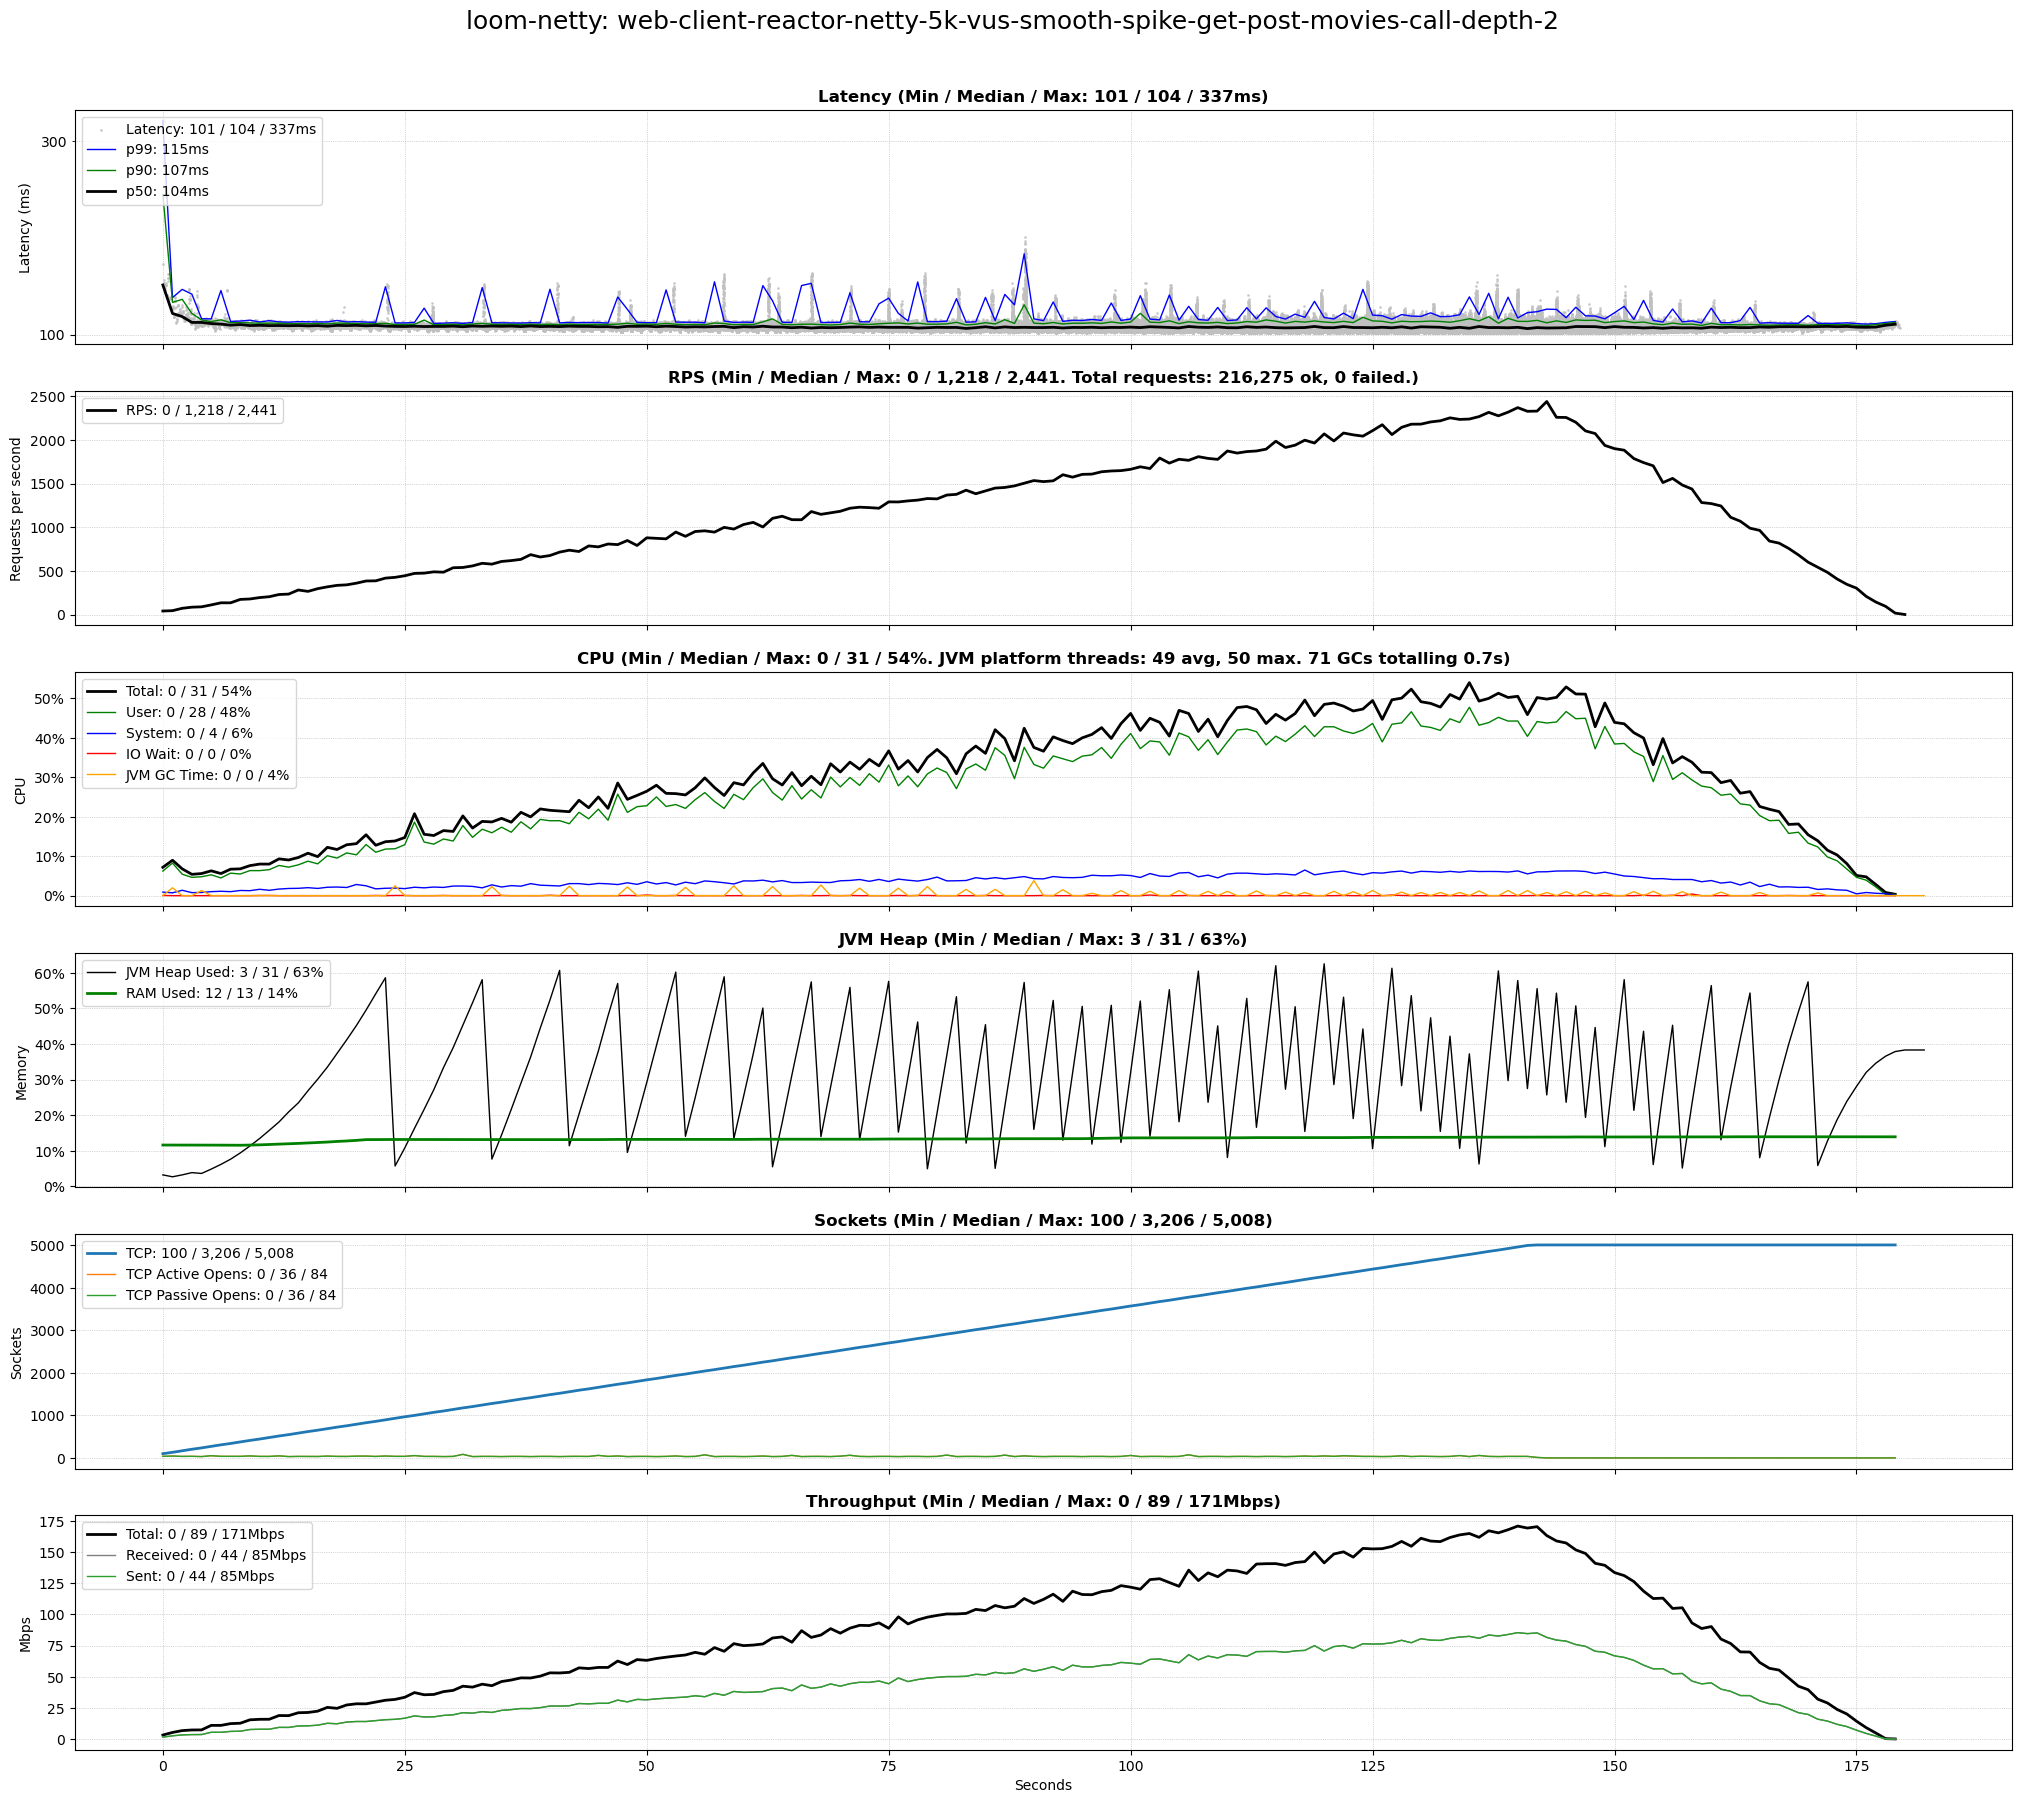 loom-netty: web-client-reactor-netty-5k-vus-smooth-spike-get-post-movies-call-depth-2
Latency (Min / Median / Max: 101 / 104 / 337ms)
Latency: 101 / 104 / 337ms
p99: 115ms
p90: 107ms
p50: 104ms
Latency (ms)
300
100
RPS (Min / Median / Max: 0 / 1,218 / 2,441. Total requests: 216,275 ok, 0 failed.)
RPS: 0 / 1,218 / 2,441
Requests per second
2500
2000
1500
1000
500
0
CPU (Min / Median / Max: 0 / 31 / 54%. JVM platform threads: 49 avg, 50 max. 71 GCs totalling 0.7s)
Total: 0 / 31 / 54%
User: 0 / 28 / 48%
System: 0 / 4 / 6%
IO Wait: 0 / 0 / 0%
JVM GC Time: 0 / 0 / 4%
CPU
50%
40%
30%
20%
10%
0%
JVM Heap (Min / Median / Max: 3 / 31 / 63%)
JVM Heap Used: 3 / 31 / 63%
RAM Used: 12 / 13 / 14%
Memory
60%
50%
40%
30%
20%
10%
0%
Sockets (Min / Median / Max: 100 / 3,206 / 5,008)
TCP: 100 / 3,206 / 5,008
TCP Active Opens: 0 / 36 / 84
TCP Passive Opens: 0 / 36 / 84
Sockets
5000
4000
3000
2000
1000
0
Throughput (Min / Median / Max: 0 / 89 / 171Mbps)
Total: 0 / 89 / 171Mbps
Received: 0 / 44 / 85Mbps
Sent: 0 / 44 / 85Mbps
Mbps
175
150
125
100
75
50
25
0
0 25 50 75 100 125 150 175
Seconds